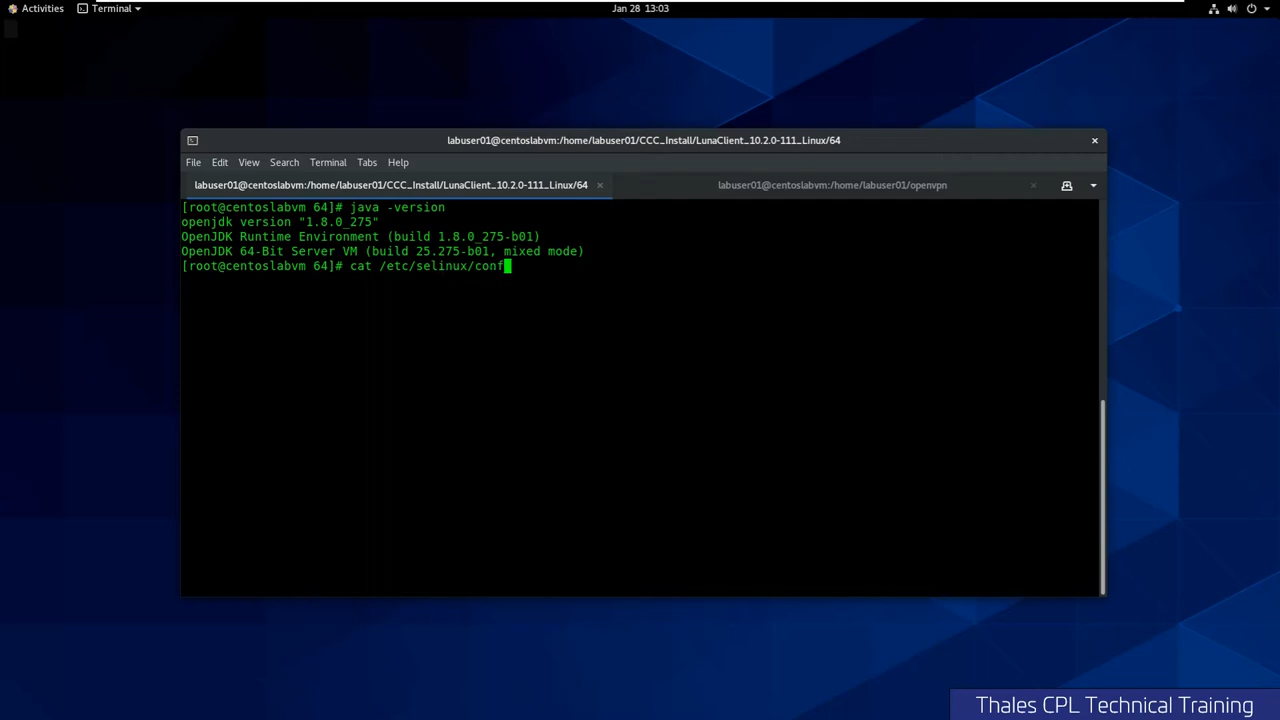 Activities Terminal Jan 28 13:03
labuser01@centoslabvm:/home/labuser01/CCC_Install/LunaClient_10.2.0-111_Linux/64
File Edit View Search Terminal Tabs Help
labuser01@centoslabvm:/home/labuser01/CCC_Install/LunaClient_10.2.0-111_Linux/64 labuser01@centoslabvm:/home/labuser01/openvpn
[root@centoslabvm 64]# java -version
openjdk version "1.8.0_275"
OpenJDK Runtime Environment (build 1.8.0_275-b01)
OpenJDK 64-Bit Server VM (build 25.275-b01, mixed mode)
[root@centoslabvm 64]# cat /etc/selinux/conf
Thales CPL Technical Training